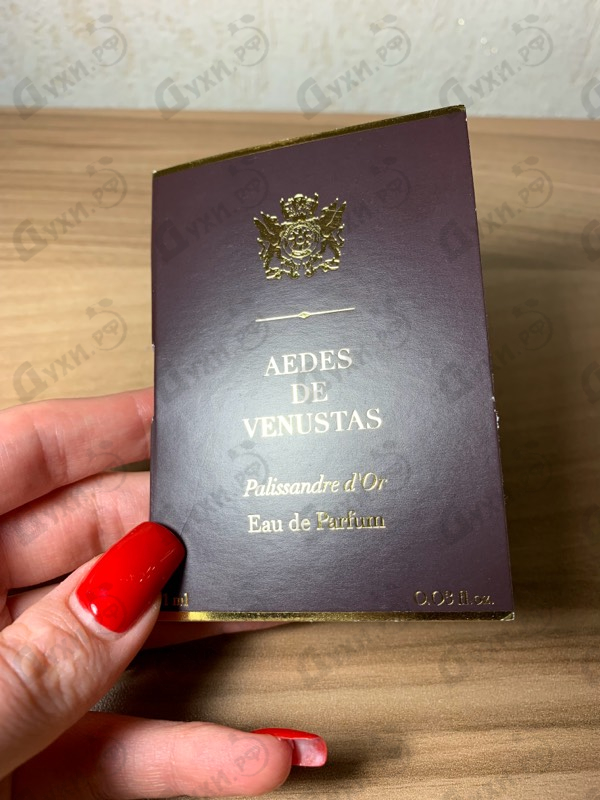 AEDES
DE
VENUSTAS
Palissandre d'Or
Eau de Parfum
ml 0.03 fl.oz.
Духи.рф